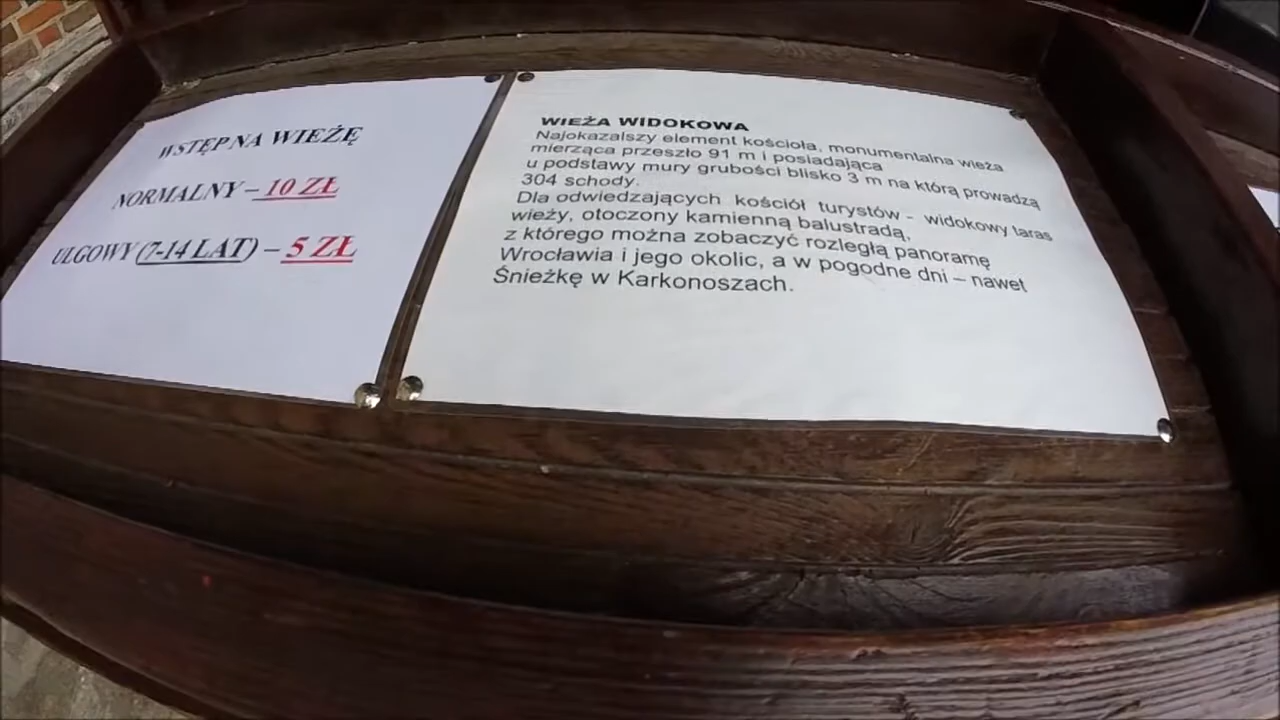 WSTĘP NA WIEŻĘ
NORMALNY – 10 ZŁ
ULGOWY (7-14 LAT) – 5 ZŁ
WIEŻA WIDOKOWA
Najokazalszy element kościoła, monumentalna wieża
mierząca przeszło 91 m i posiadająca
u podstawy mury grubości blisko 3 m na którą prowadzą
304 schody.
Dla odwiedzających kościół turystów - widokowy taras
wieży, otoczony kamienną balustradą,
z którego można zobaczyć rozległą panoramę
Wrocławia i jego okolic, a w pogodne dni – nawet
Śnieżkę w Karkonoszach.